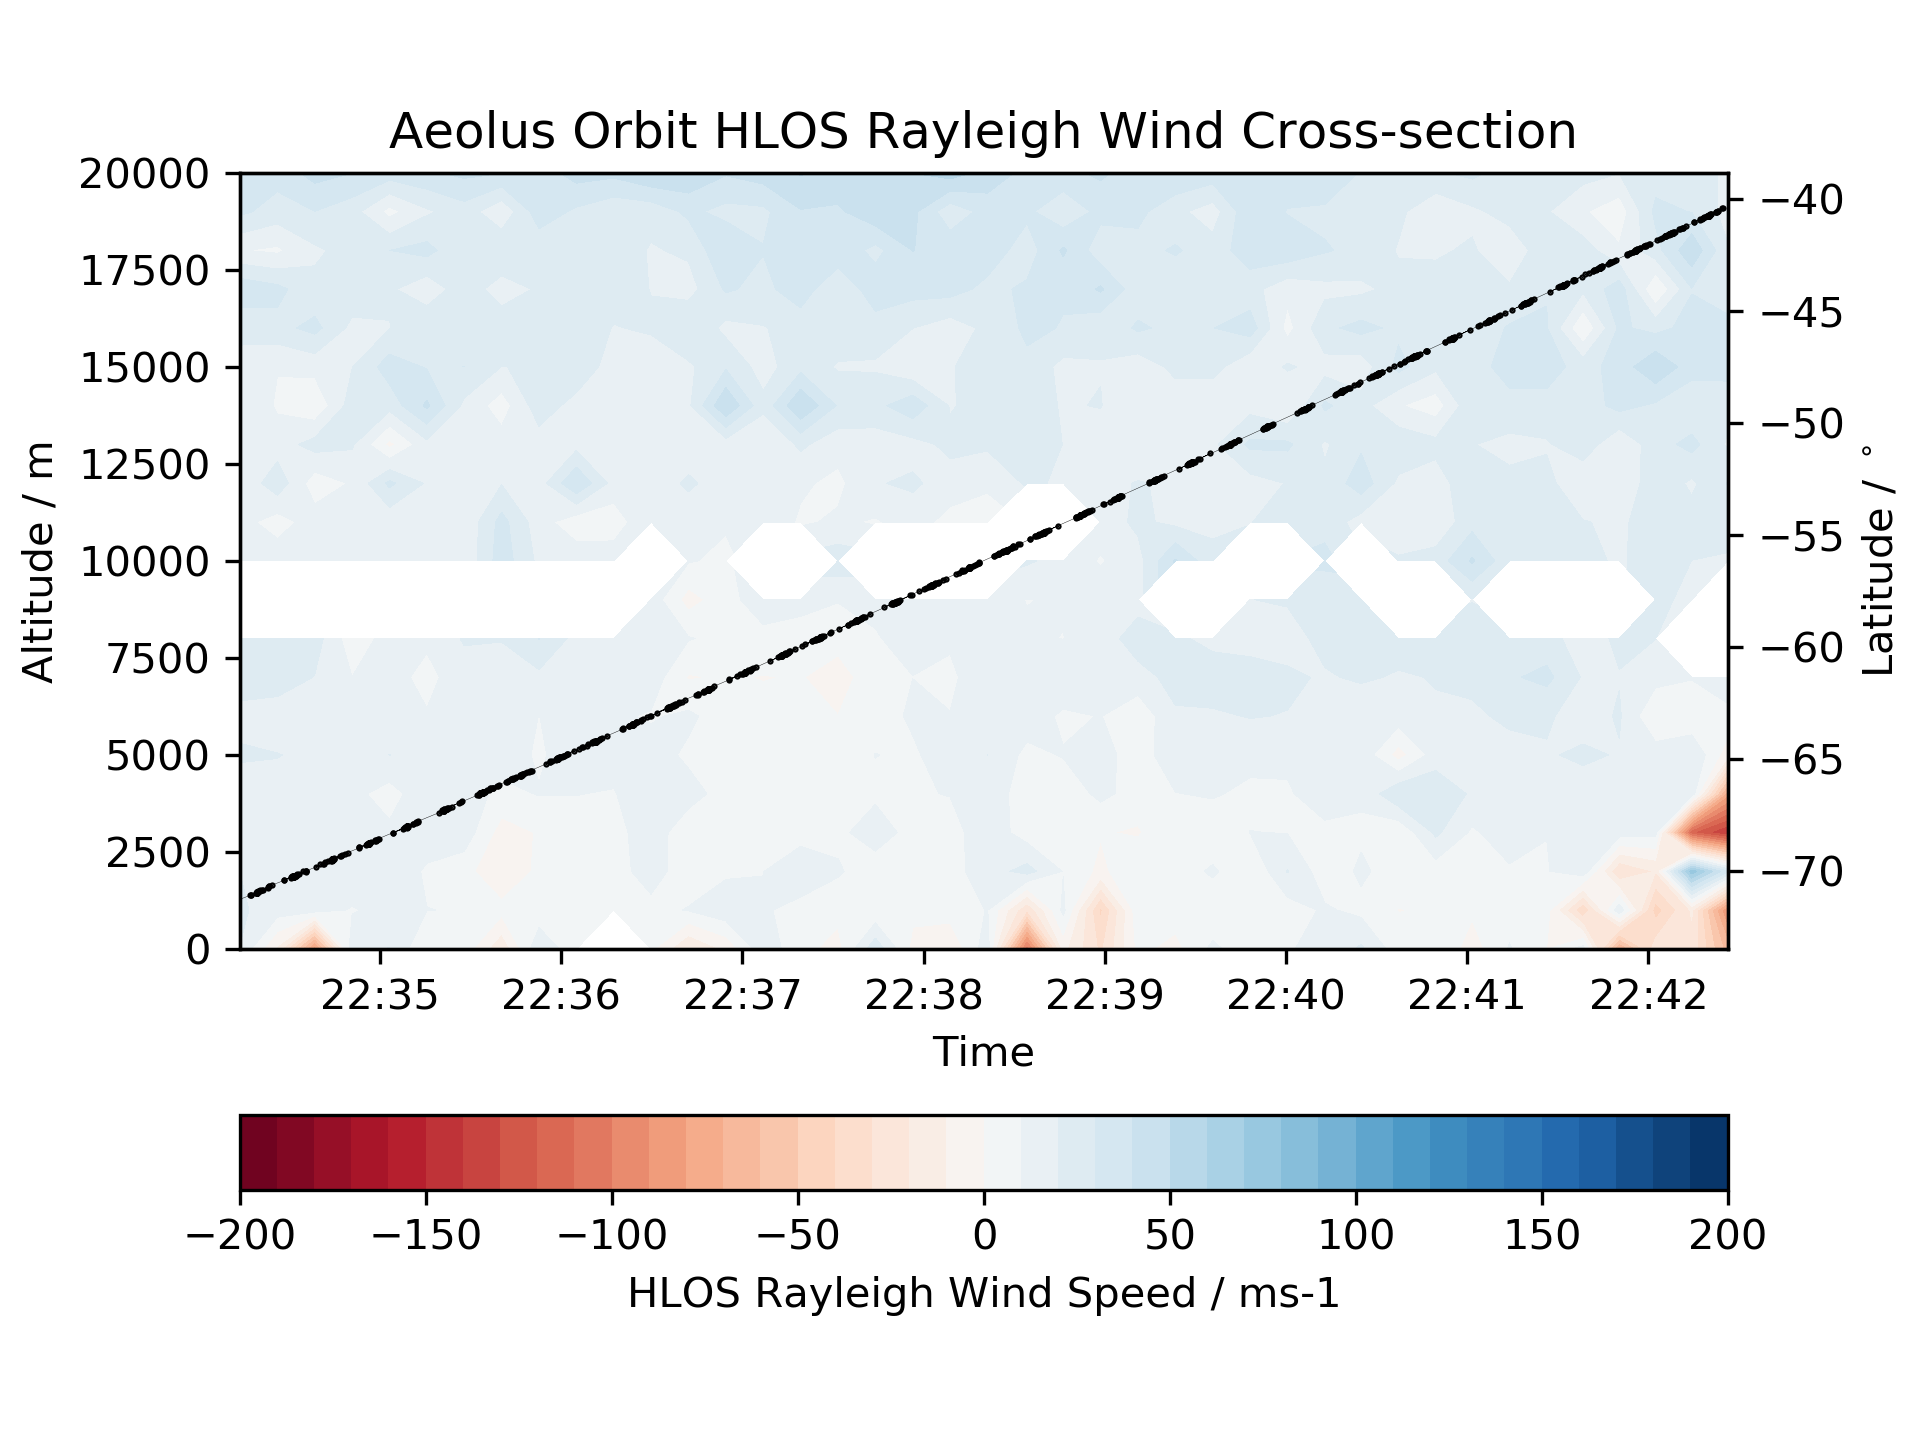 Aeolus Orbit HLOS Rayleigh Wind Cross-section
20000
17500
15000
12500
10000
7500
5000
2500
0
Altitude / m
−40
−45
−50
−55
−60
−65
−70
Latitude / °
22:35 22:36 22:37 22:38 22:39 22:40 22:41 22:42
Time
−200 −150 −100 −50 0 50 100 150 200
HLOS Rayleigh Wind Speed / ms-1